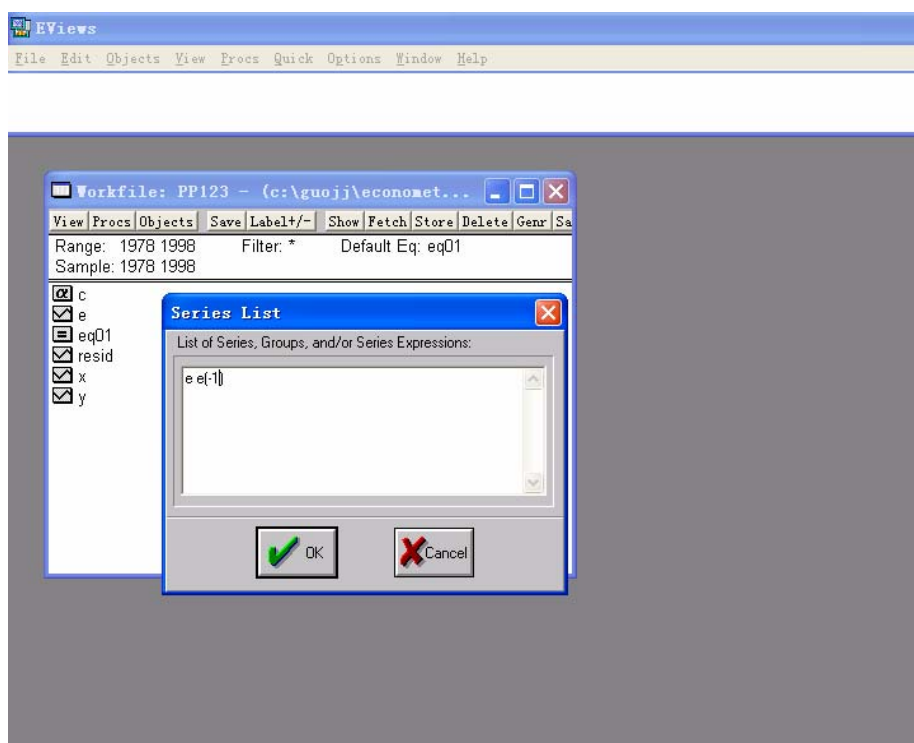 EViews
File Edit Objects View Procs Quick Options Window Help
Workfile: PP123 - (c:\guojj\economet...
View Procs Objects Save Label+/- Show Fetch Store Delete Genr Sa
Range: 1978 1998 Filter: * Default Eq: eq01
Sample: 1978 1998
c
e
eq01
resid
x
y
Series List
List of Series, Groups, and/or Series Expressions:
e e(-1)
OK Cancel